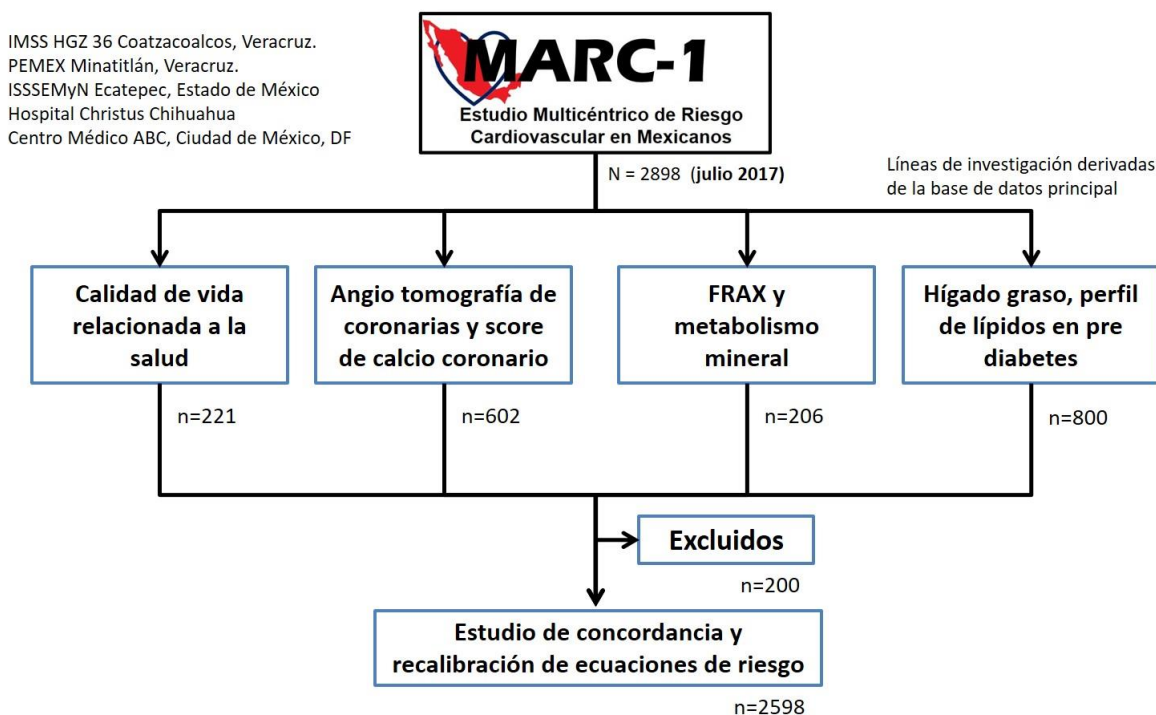 IMSS HGZ 36 Coatzacoalcos, Veracruz.
PEMEX Minatitlán, Veracruz.
ISSSEMyN Ecatepec, Estado de México
Hospital Christus Chihuahua
Centro Médico ABC, Ciudad de México, DF
MARC-1
Estudio Multicéntrico de Riesgo
Cardiovascular en Mexicanos
N = 2898 (julio 2017)
Líneas de investigación derivadas
de la base de datos principal
Calidad de vida
relacionada a la
salud
n=221
Angio tomografía de
coronarias y score
de calcio coronario
n=602
FRAX y
metabolismo
mineral
n=206
Hígado graso, perfil
de lípidos en pre
diabetes
n=800
Excluidos
n=200
Estudio de concordancia y
recalibración de ecuaciones de riesgo
n=2598